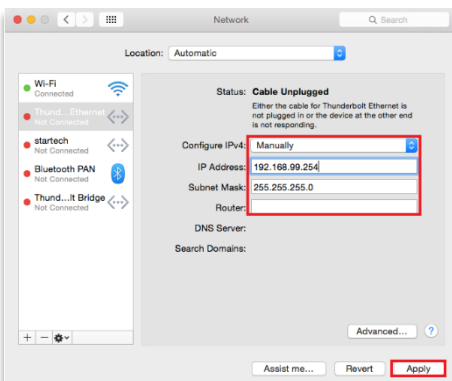 Network
Search
Location: Automatic
Wi-Fi
Connected
Thund...Ethernet
Not Connected
startech
Not Connected
Bluetooth PAN
Not Connected
Thund...lt Bridge
Not Connected
Status: Cable Unplugged
Either the cable for Thunderbolt Ethernet is
not plugged in or the device at the other end
is not responding.
Configure IPv4: Manually
IP Address: 192.168.99.254
Subnet Mask: 255.255.255.0
Router:
DNS Server:
Search Domains:
Advanced... ?
Assist me... Revert Apply